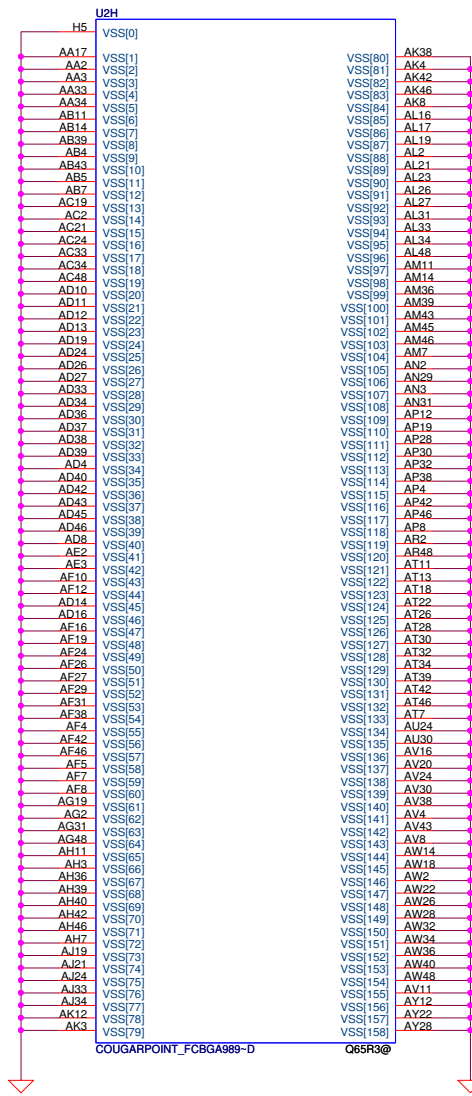 U2H
H5 VSS[0]
AA17 VSS[1]
AA2 VSS[2]
AA3 VSS[3]
AA33 VSS[4]
AA34 VSS[5]
AB11 VSS[6]
AB14 VSS[7]
AB39 VSS[8]
AB4 VSS[9]
AB43 VSS[10]
AB5 VSS[11]
AB7 VSS[12]
AC19 VSS[13]
AC2 VSS[14]
AC21 VSS[15]
AC24 VSS[16]
AC33 VSS[17]
AC34 VSS[18]
AC48 VSS[19]
AD10 VSS[20]
AD11 VSS[21]
AD12 VSS[22]
AD13 VSS[23]
AD19 VSS[24]
AD24 VSS[25]
AD26 VSS[26]
AD27 VSS[27]
AD33 VSS[28]
AD34 VSS[29]
AD36 VSS[30]
AD37 VSS[31]
AD38 VSS[32]
AD39 VSS[33]
AD4 VSS[34]
AD40 VSS[35]
AD42 VSS[36]
AD43 VSS[37]
AD45 VSS[38]
AD46 VSS[39]
AD8 VSS[40]
AE2 VSS[41]
AE3 VSS[42]
AF10 VSS[43]
AF12 VSS[44]
AD14 VSS[45]
AD16 VSS[46]
AF16 VSS[47]
AF19 VSS[48]
AF24 VSS[49]
AF26 VSS[50]
AF27 VSS[51]
AF29 VSS[52]
AF31 VSS[53]
AF38 VSS[54]
AF4 VSS[55]
AF42 VSS[56]
AF46 VSS[57]
AF5 VSS[58]
AF7 VSS[59]
AF8 VSS[60]
AG19 VSS[61]
AG2 VSS[62]
AG31 VSS[63]
AG48 VSS[64]
AH11 VSS[65]
AH3 VSS[66]
AH36 VSS[67]
AH39 VSS[68]
AH40 VSS[69]
AH42 VSS[70]
AH46 VSS[71]
AH7 VSS[72]
AJ19 VSS[73]
AJ21 VSS[74]
AJ24 VSS[75]
AJ33 VSS[76]
AJ34 VSS[77]
AK12 VSS[78]
AK3 VSS[79]
VSS[80] AK38
VSS[81] AK4
VSS[82] AK42
VSS[83] AK46
VSS[84] AK8
VSS[85] AL16
VSS[86] AL17
VSS[87] AL19
VSS[88] AL2
VSS[89] AL21
VSS[90] AL23
VSS[91] AL26
VSS[92] AL27
VSS[93] AL31
VSS[94] AL33
VSS[95] AL34
VSS[96] AL48
VSS[97] AM11
VSS[98] AM14
VSS[99] AM36
VSS[100] AM39
VSS[101] AM43
VSS[102] AM45
VSS[103] AM46
VSS[104] AM7
VSS[105] AN2
VSS[106] AN29
VSS[107] AN3
VSS[108] AN31
VSS[109] AP12
VSS[110] AP19
VSS[111] AP28
VSS[112] AP30
VSS[113] AP32
VSS[114] AP38
VSS[115] AP4
VSS[116] AP42
VSS[117] AP46
VSS[118] AP8
VSS[119] AR2
VSS[120] AR48
VSS[121] AT11
VSS[122] AT13
VSS[123] AT18
VSS[124] AT22
VSS[125] AT26
VSS[126] AT28
VSS[127] AT30
VSS[128] AT32
VSS[129] AT34
VSS[130] AT39
VSS[131] AT42
VSS[132] AT46
VSS[133] AT7
VSS[134] AU24
VSS[135] AU30
VSS[136] AV16
VSS[137] AV20
VSS[138] AV24
VSS[139] AV30
VSS[140] AV38
VSS[141] AV4
VSS[142] AV43
VSS[143] AV8
VSS[144] AW14
VSS[145] AW18
VSS[146] AW2
VSS[147] AW22
VSS[148] AW26
VSS[149] AW28
VSS[150] AW32
VSS[151] AW34
VSS[152] AW36
VSS[153] AW40
VSS[154] AW48
VSS[155] AV11
VSS[156] AY12
VSS[157] AY22
VSS[158] AY28
COUGARPOINT_FCBGA989~D Q65R3@